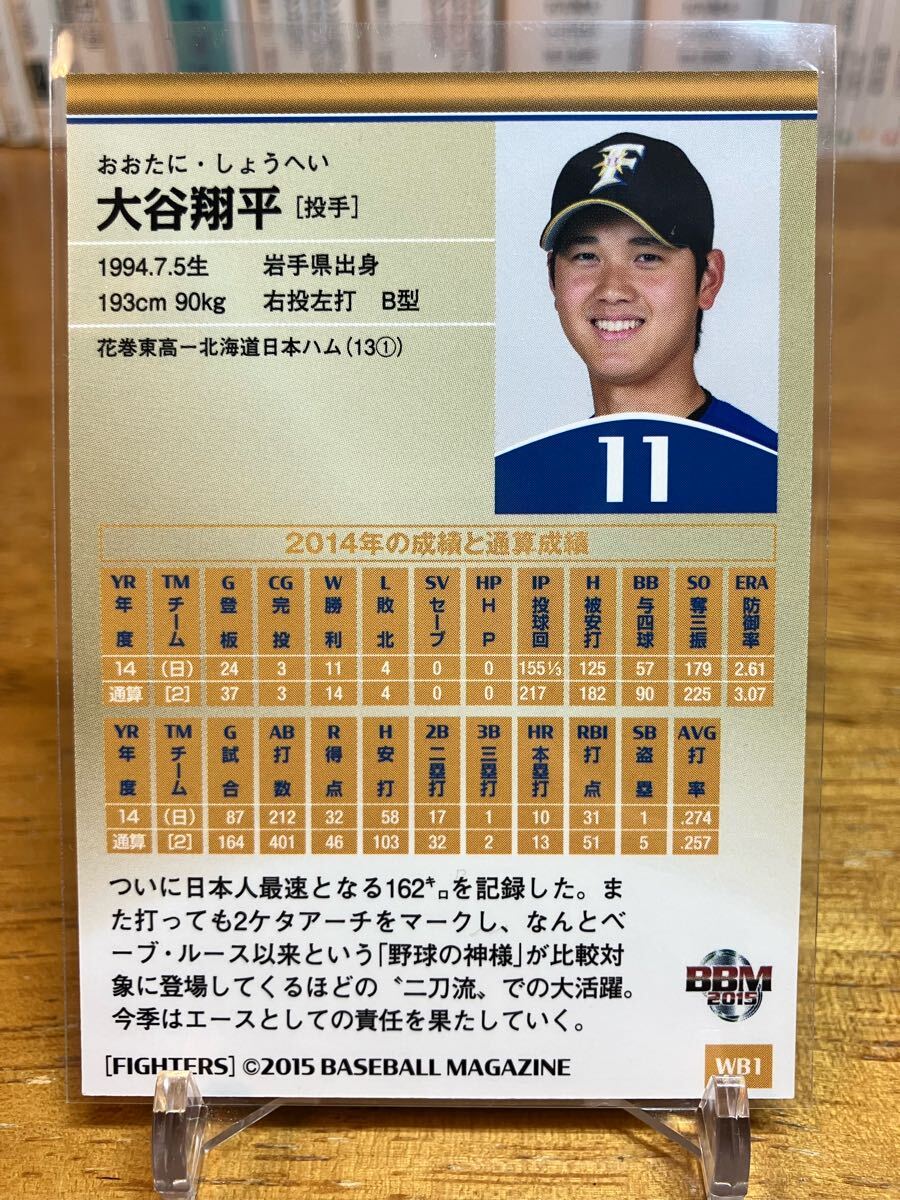 おおたに・しょうへい
大谷翔平[投手]
1994.7.5生 岩手県出身
193cm 90kg 右投左打 B型
花巻東高ー北海道日本ハム(13①)
F
11
2014年の成績と通算成績
YR TM G CG W L SV HP IP H BB SO ERA
年度 チーム 登板 完投 勝利 敗北 セーブ HP 投球回 被安打 与四球 奪三振 防御率
14 (日) 24 3 11 4 0 0 155⅓ 125 57 179 2.61
通算 [2] 37 3 14 4 0 0 217 182 90 225 3.07
YR TM G AB R H 2B 3B HR RBI SB AVG
年度 チーム 試合 打数 得点 安打 二塁打 三塁打 本塁打 打点 盗塁 打率
14 (日) 87 212 32 58 17 1 10 31 1 .274
通算 [2] 164 401 46 103 32 2 13 51 5 .257
ついに日本人最速となる162㌔を記録した。ま
た打っても2ケタアーチをマークし、なんとベ
ーブ・ルース以来という「野球の神様」が比較対
象に登場してくるほどの〝二刀流〟での大活躍。
今季はエースとしての責任を果たしていく。
BBM
2015
[FIGHTERS] ©2015 BASEBALL MAGAZINE
WB1